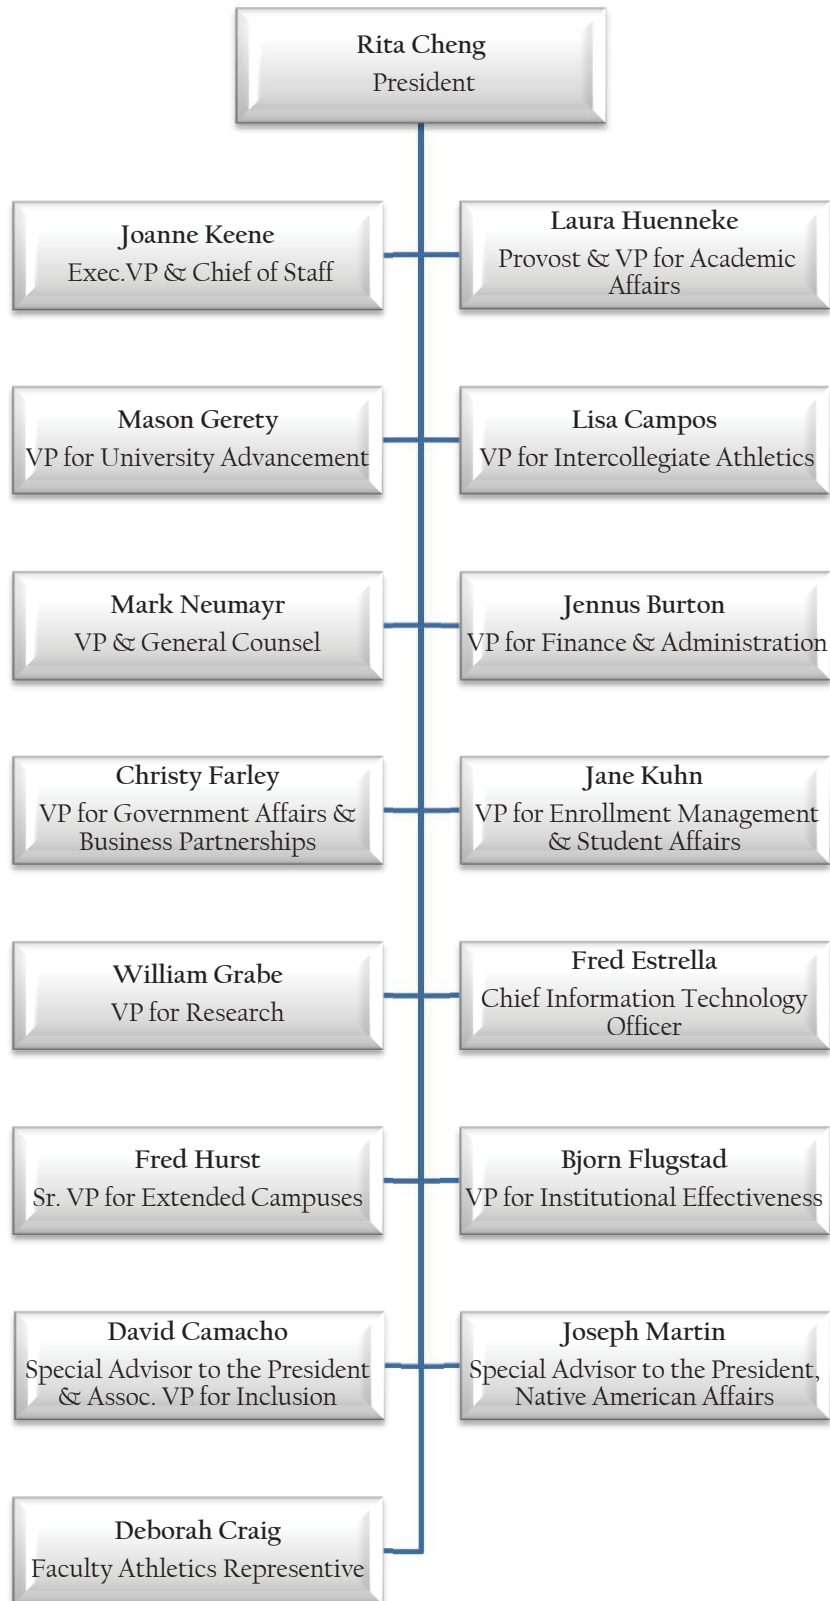 Rita Cheng
President
Joanne Keene
Exec.VP & Chief of Staff
Laura Huenneke
Provost & VP for Academic
Affairs
Mason Gerety
VP for University Advancement
Lisa Campos
VP for Intercollegiate Athletics
Mark Neumayr
VP & General Counsel
Jennus Burton
VP for Finance & Administration
Christy Farley
VP for Government Affairs &
Business Partnerships
Jane Kuhn
VP for Enrollment Management
& Student Affairs
William Grabe
VP for Research
Fred Estrella
Chief Information Technology
Officer
Fred Hurst
Sr. VP for Extended Campuses
Bjorn Flugstad
VP for Institutional Effectiveness
David Camacho
Special Advisor to the President
& Assoc. VP for Inclusion
Joseph Martin
Special Advisor to the President,
Native American Affairs
Deborah Craig
Faculty Athletics Representive